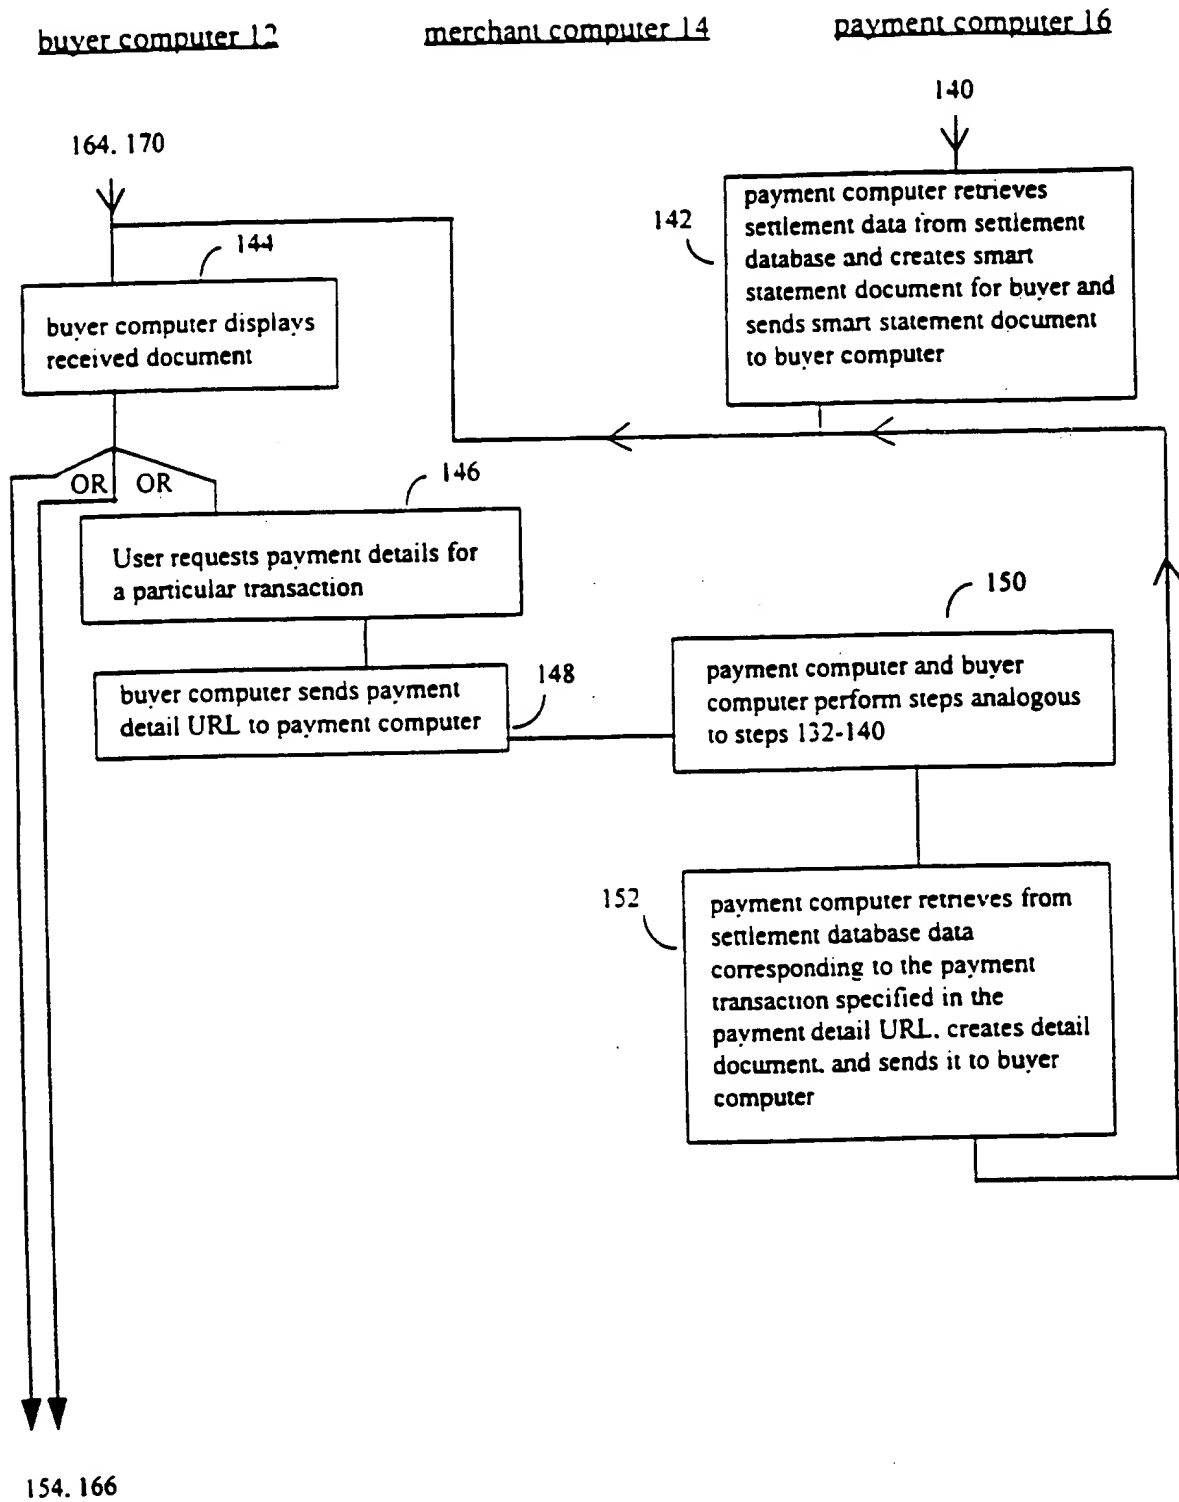 buyer computer 12
merchant computer 14
payment computer 16
140
164. 170
payment computer retrieves
settlement data from settlement
database and creates smart
statement document for buyer and
sends smart statement document
to buyer computer
142
144
buyer computer displays
received document
OR OR
146
User requests payment details for
a particular transaction
150
buyer computer sends payment
detail URL to payment computer
148
payment computer and buyer
computer perform steps analogous
to steps 132-140
152
payment computer retrieves from
settlement database data
corresponding to the payment
transaction specified in the
payment detail URL. creates detail
document. and sends it to buyer
computer
154. 166